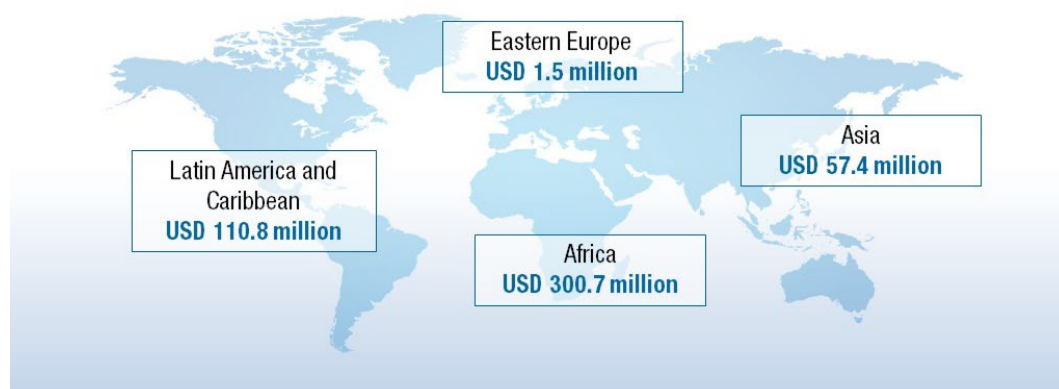 Eastern Europe
USD 1.5 million
Asia
USD 57.4 million
Latin America and
Caribbean
USD 110.8 million
Africa
USD 300.7 million